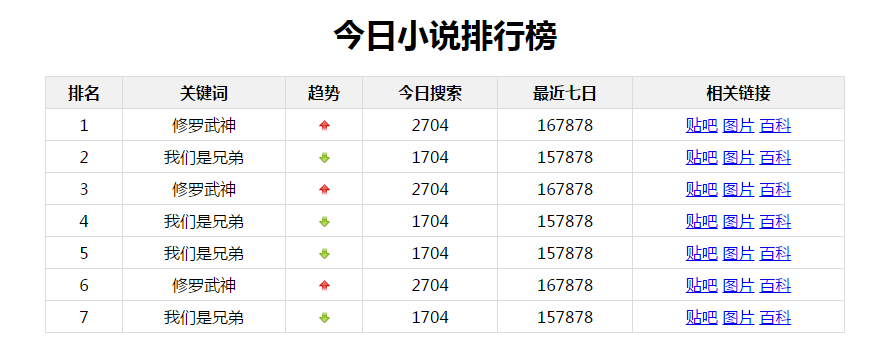 今日小说排行榜
排名 关键词 趋势 今日搜索 最近七日 相关链接
1 修罗武神 2704 167878 贴吧 图片 百科
2 我们是兄弟 1704 157878 贴吧 图片 百科
3 修罗武神 2704 167878 贴吧 图片 百科
4 我们是兄弟 1704 157878 贴吧 图片 百科
5 我们是兄弟 1704 157878 贴吧 图片 百科
6 修罗武神 2704 167878 贴吧 图片 百科
7 我们是兄弟 1704 157878 贴吧 图片 百科